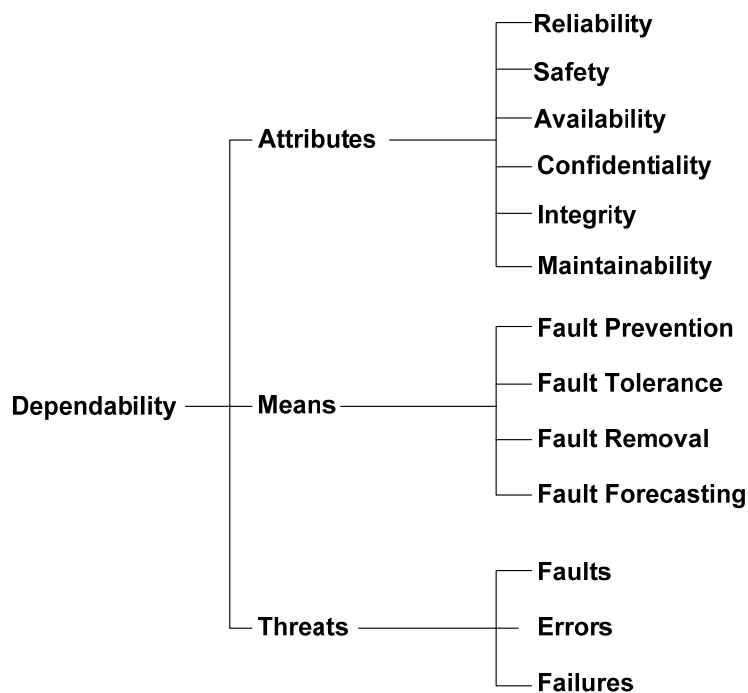 Dependability
Attributes
Reliability
Safety
Availability
Confidentiality
Integrity
Maintainability
Means
Fault Prevention
Fault Tolerance
Fault Removal
Fault Forecasting
Threats
Faults
Errors
Failures